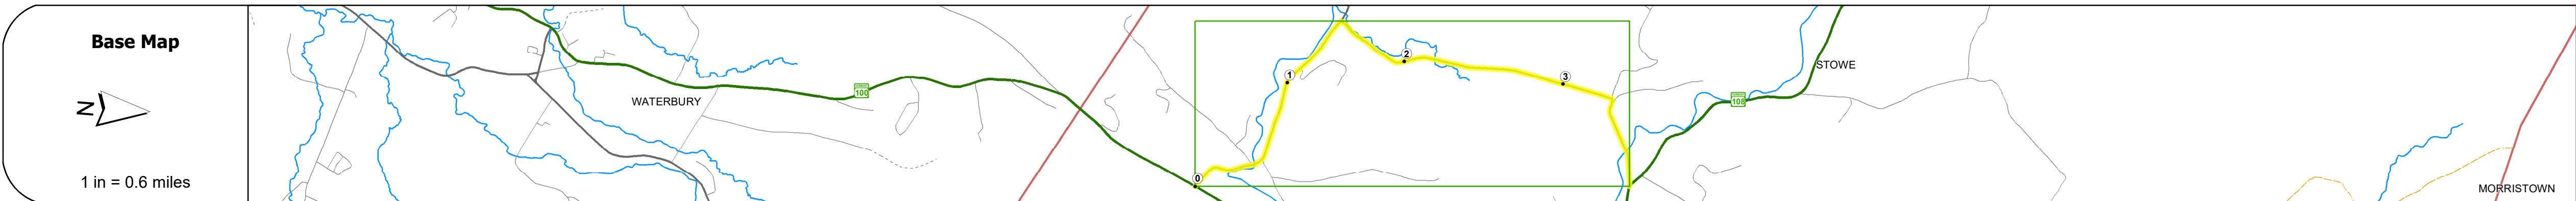 Base Map
N
1 in = 0.6 miles
WATERBURY
100
0
1
2
3
STOWE
108
MORRISTOWN